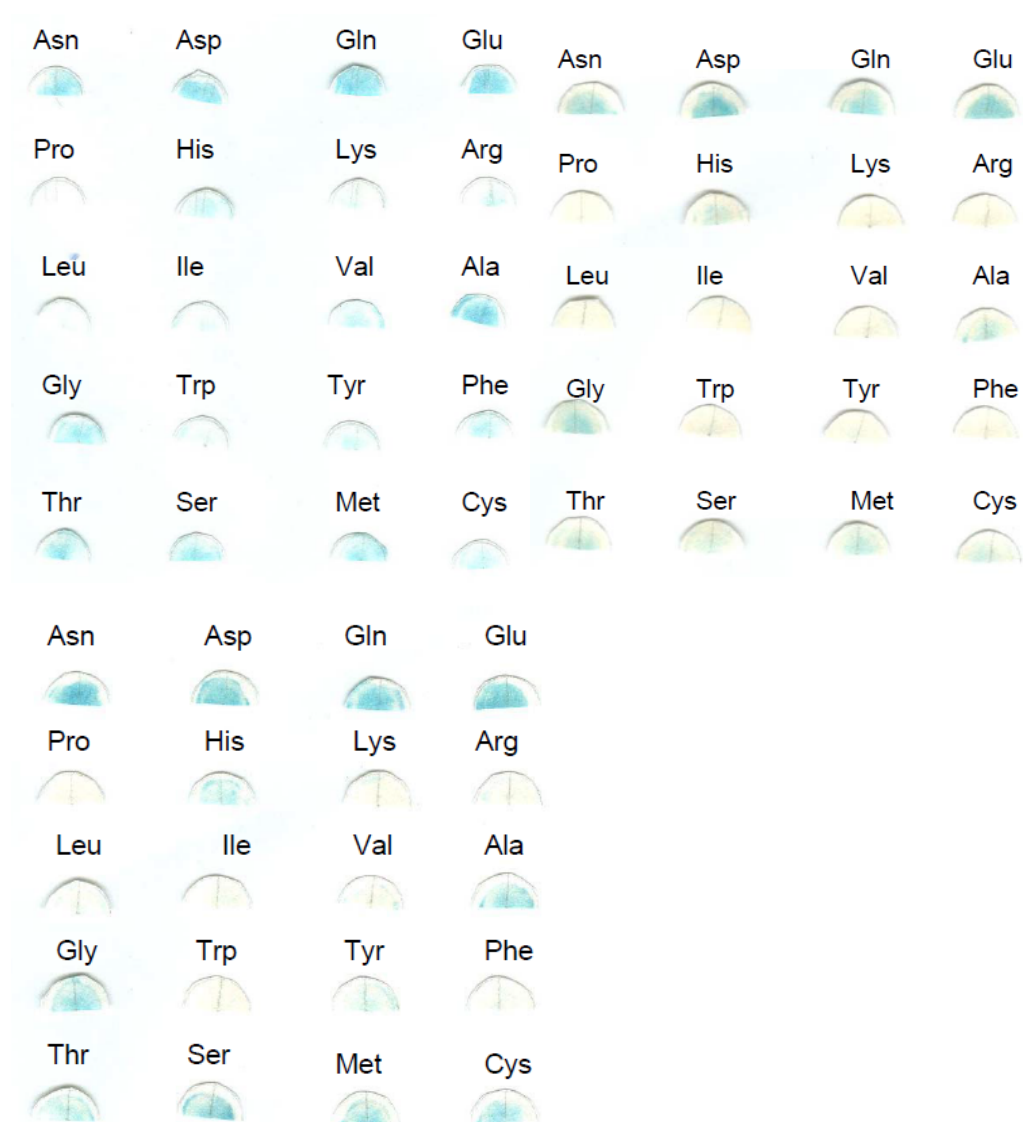 Asn Asp Gln Glu
Pro His Lys Arg
Leu Ile Val Ala
Gly Trp Tyr Phe
Thr Ser Met Cys
Asn Asp Gln Glu
Pro His Lys Arg
Leu Ile Val Ala
Gly Trp Tyr Phe
Thr Ser Met Cys
Asn Asp Gln Glu
Pro His Lys Arg
Leu Ile Val Ala
Gly Trp Tyr Phe
Thr Ser Met Cys